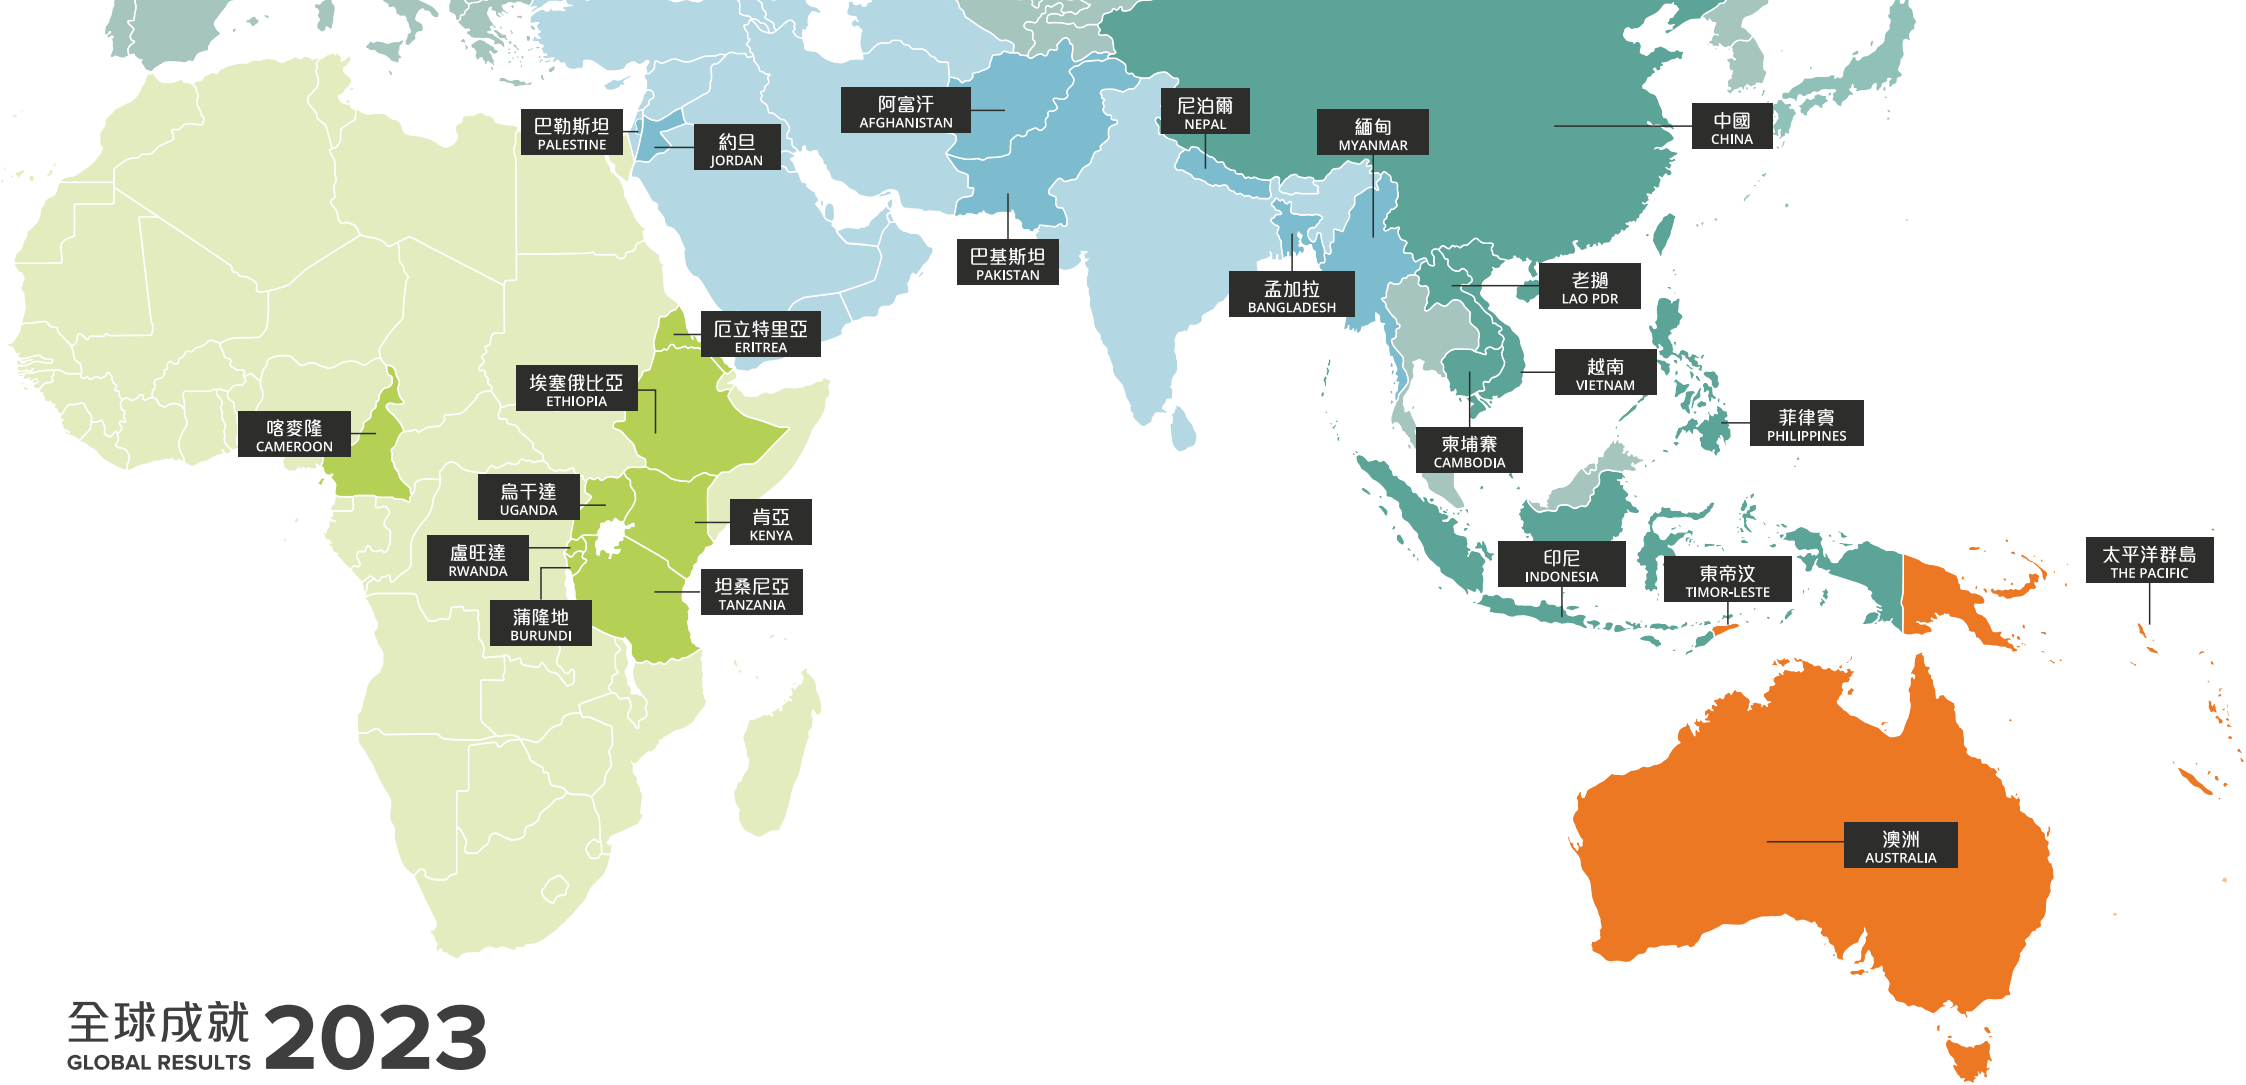 巴勒斯坦
PALESTINE
約旦
JORDAN
阿富汗
AFGHANISTAN
尼泊爾
NEPAL
緬甸
MYANMAR
中國
CHINA
巴基斯坦
PAKISTAN
孟加拉
BANGLADESH
老撾
LAO PDR
厄立特里亞
ERITREA
埃塞俄比亞
ETHIOPIA
越南
VIETNAM
喀麥隆
CAMEROON
菲律賓
PHILIPPINES
柬埔寨
CAMBODIA
烏干達
UGANDA
肯亞
KENYA
盧旺達
RWANDA
印尼
INDONESIA
東帝汶
TIMOR-LESTE
太平洋群島
THE PACIFIC
坦桑尼亞
TANZANIA
蒲隆地
BURUNDI
澳洲
AUSTRALIA
全球成就
GLOBAL RESULTS
2023